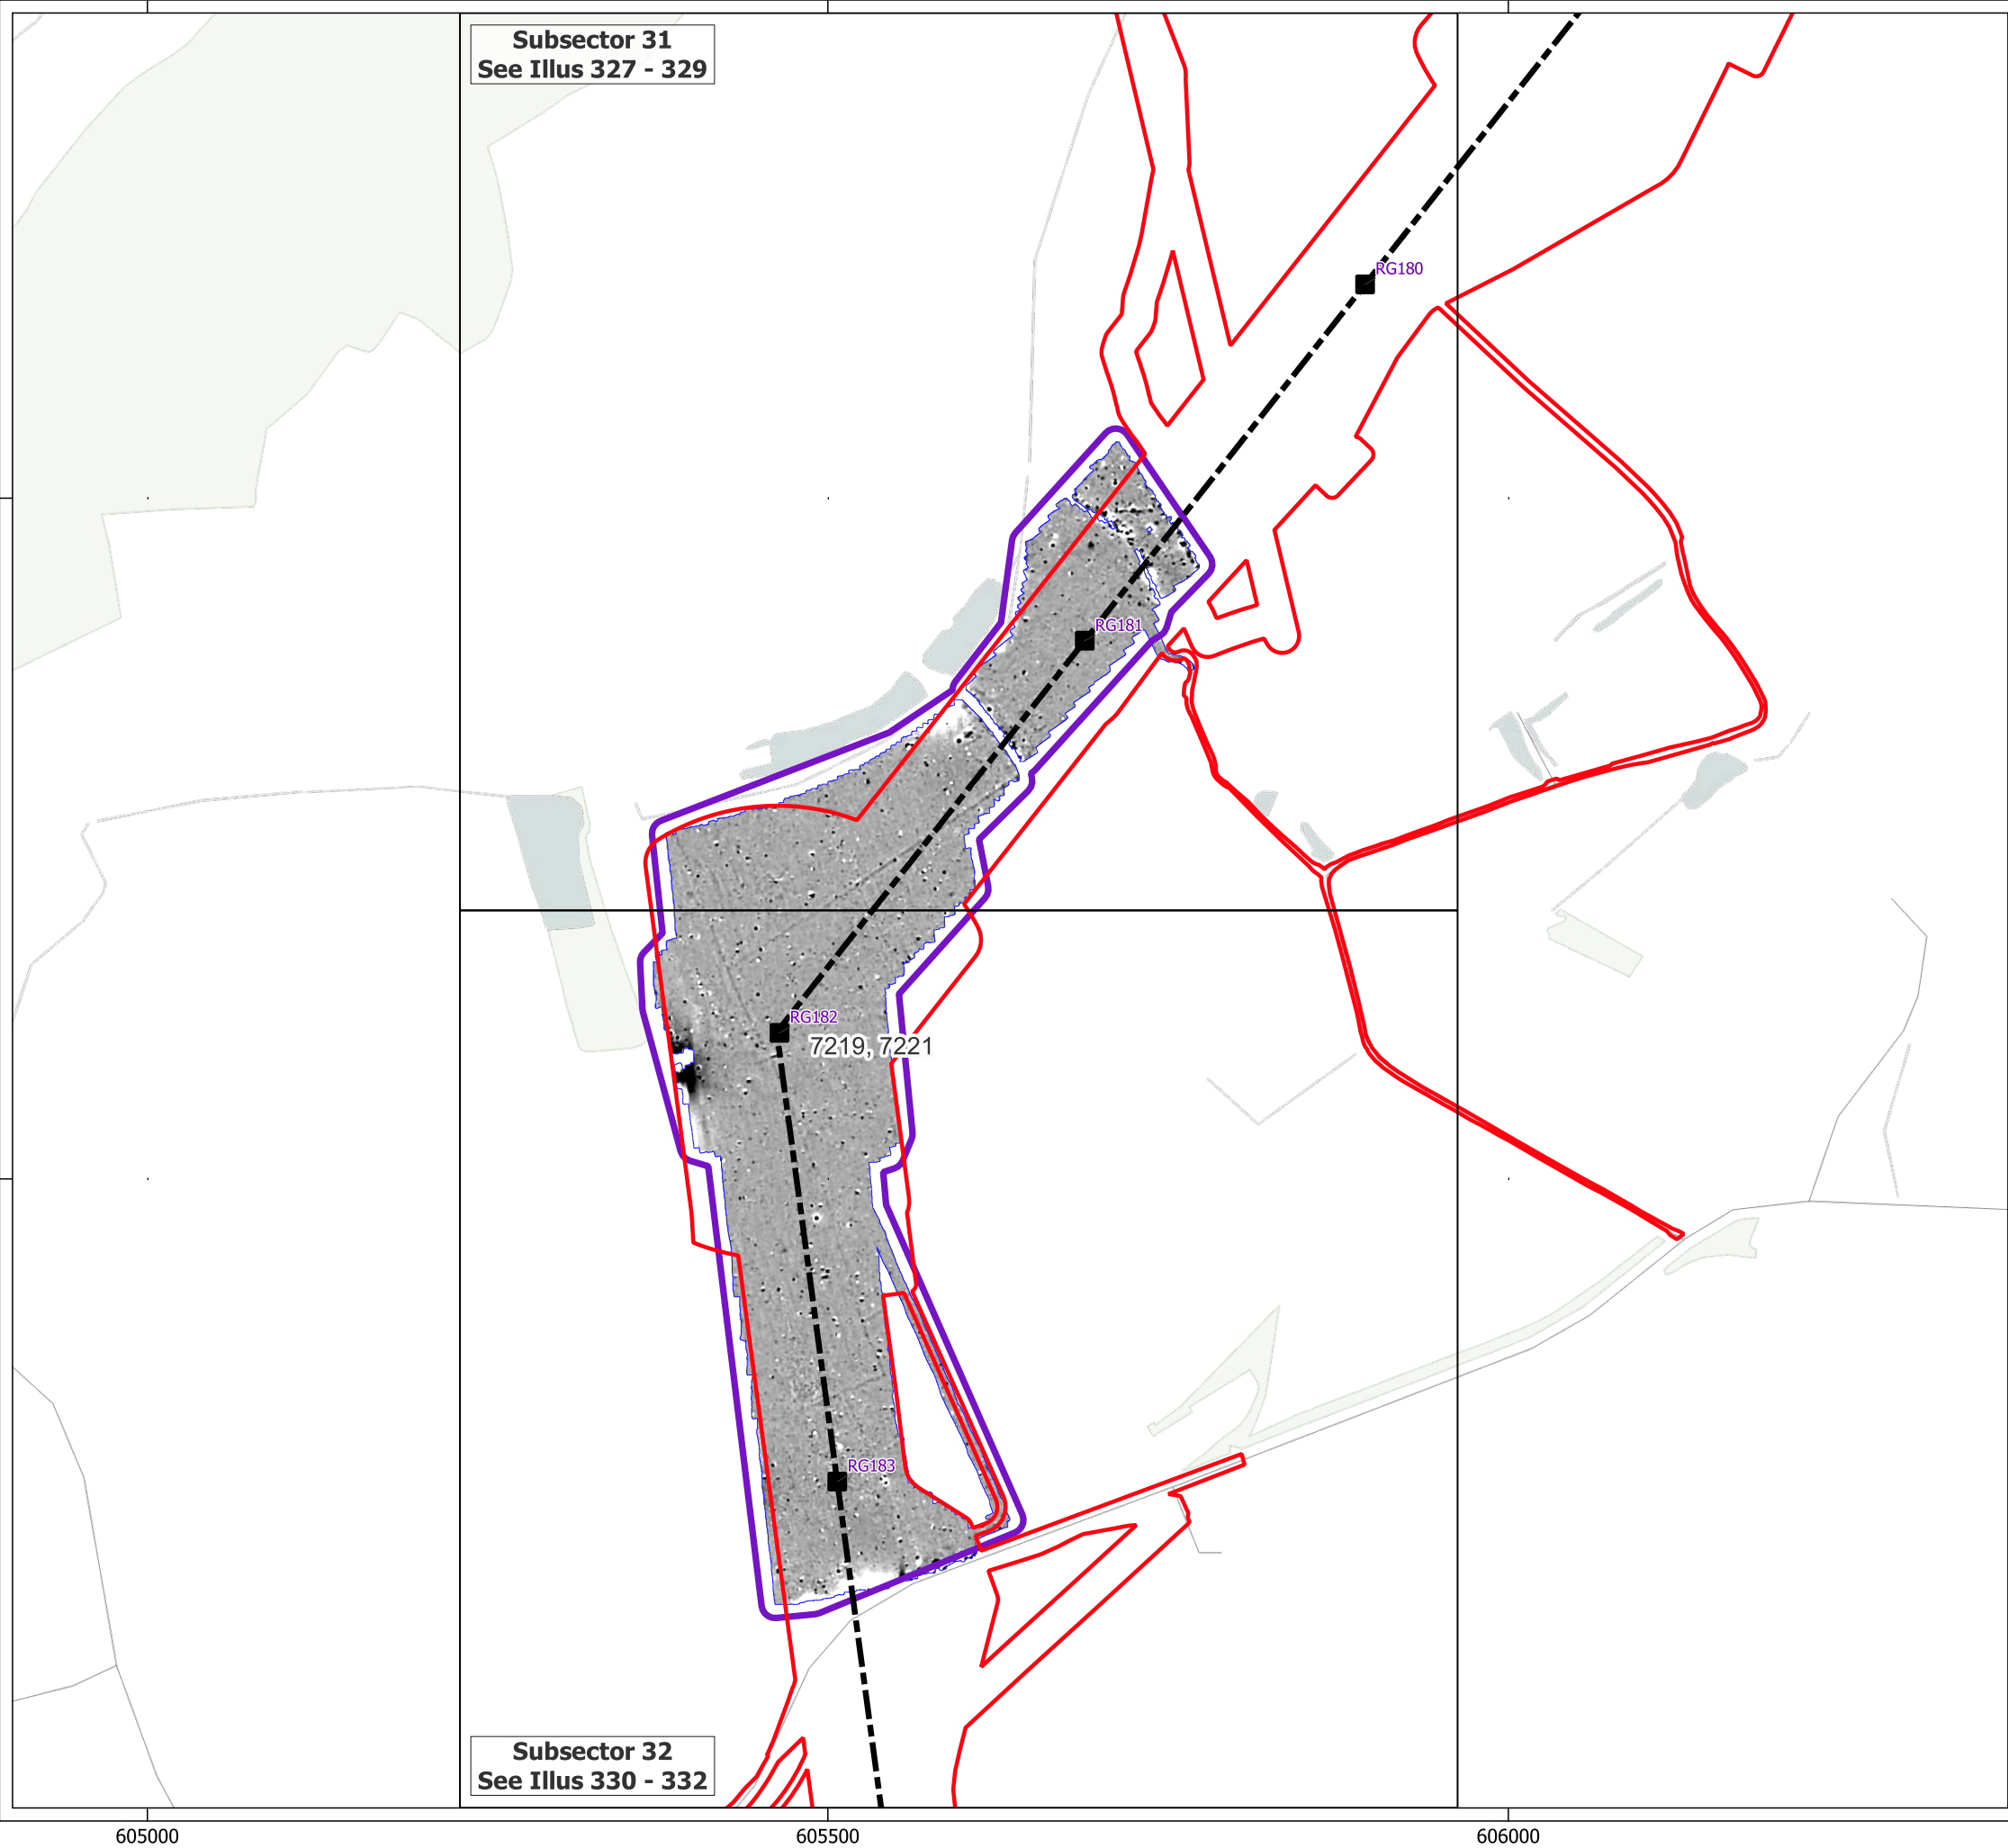 Subsector 31
See Illus 327 - 329
RG180
RG181
RG182
7219, 7221
RG183
Subsector 32
See Illus 330 - 332
605000
605500
606000